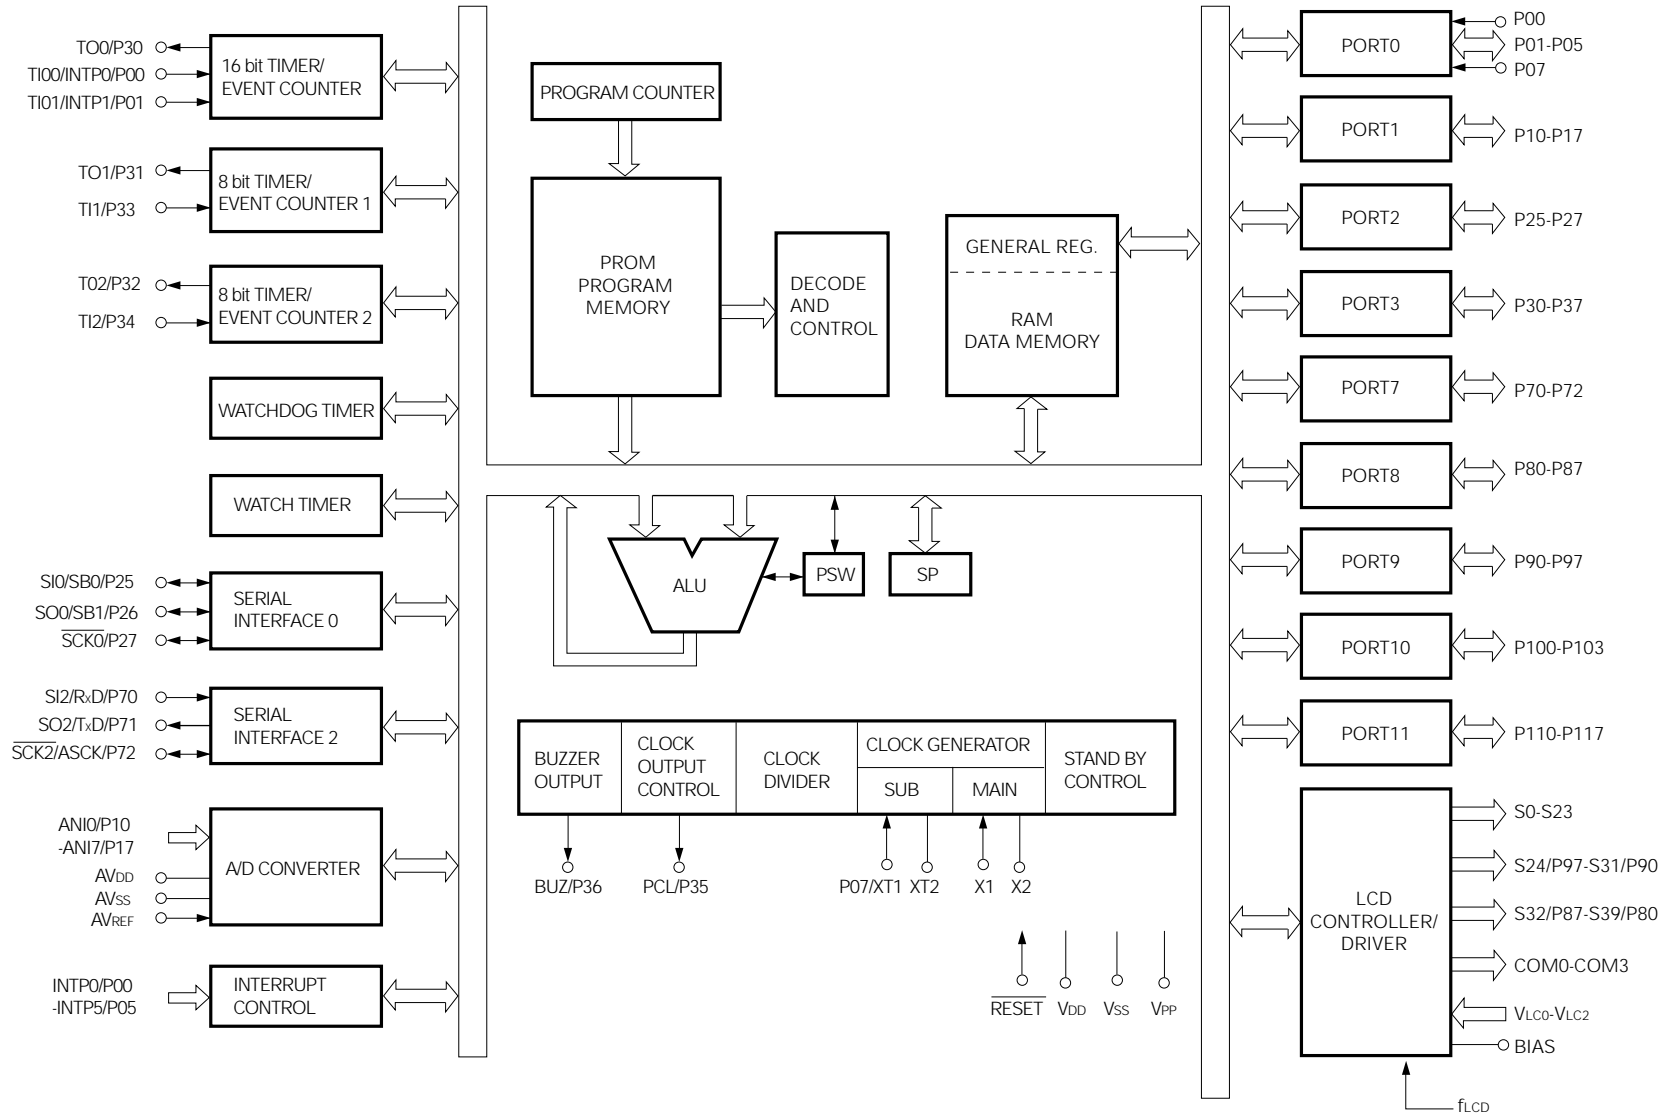 TO0/P30
TI00/INTP0/P00
TI01/INTP1/P01
16 bit TIMER/
EVENT COUNTER
TO1/P31
TI1/P33
8 bit TIMER/
EVENT COUNTER 1
T02/P32
TI2/P34
8 bit TIMER/
EVENT COUNTER 2
WATCHDOG TIMER
WATCH TIMER
SI0/SB0/P25
SO0/SB1/P26
SCK0/P27
SERIAL
INTERFACE 0
SI2/RxD/P70
SO2/TxD/P71
SCK2/ASCK/P72
SERIAL
INTERFACE 2
ANI0/P10
-ANI7/P17
AVDD
AVSS
AVREF
A/D CONVERTER
INTP0/P00
-INTP5/P05
INTERRUPT
CONTROL
PROGRAM COUNTER
PROM
PROGRAM
MEMORY
DECODE
AND
CONTROL
GENERAL REG.
RAM
DATA MEMORY
ALU
PSW
SP
BUZZER
OUTPUT
CLOCK
OUTPUT
CONTROL
CLOCK
DIVIDER
CLOCK GENERATOR
SUB
MAIN
STAND BY
CONTROL
BUZ/P36
PCL/P35
P07/XT1
XT2
X1
X2
RESET
VDD
VSS
VPP
PORT0
P00
P01-P05
P07
PORT1
P10-P17
PORT2
P25-P27
PORT3
P30-P37
PORT7
P70-P72
PORT8
P80-P87
PORT9
P90-P97
PORT10
P100-P103
PORT11
P110-P117
LCD
CONTROLLER/
DRIVER
S0-S23
S24/P97-S31/P90
S32/P87-S39/P80
COM0-COM3
VLC0-VLC2
BIAS
fLCD